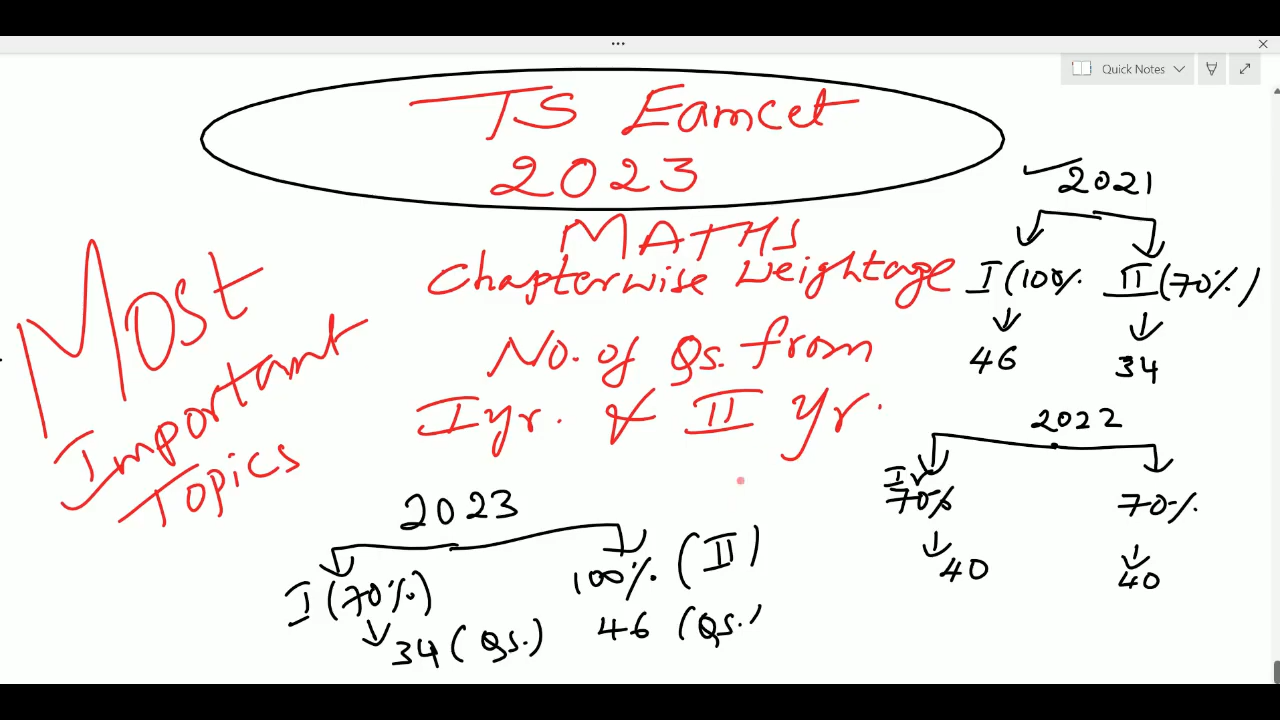 Quick Notes
TS Eamcet
2023
MATHS
Chapterwise Weightage
No. of Qs. from
I yr. & II Yr.
Most
Important
Topics
2021
I (100% II (70%)
46 34
2022
I 70% 70%
40 40
2023
I (70%) 100% (II)
34 (Qs.) 46 (Qs.)